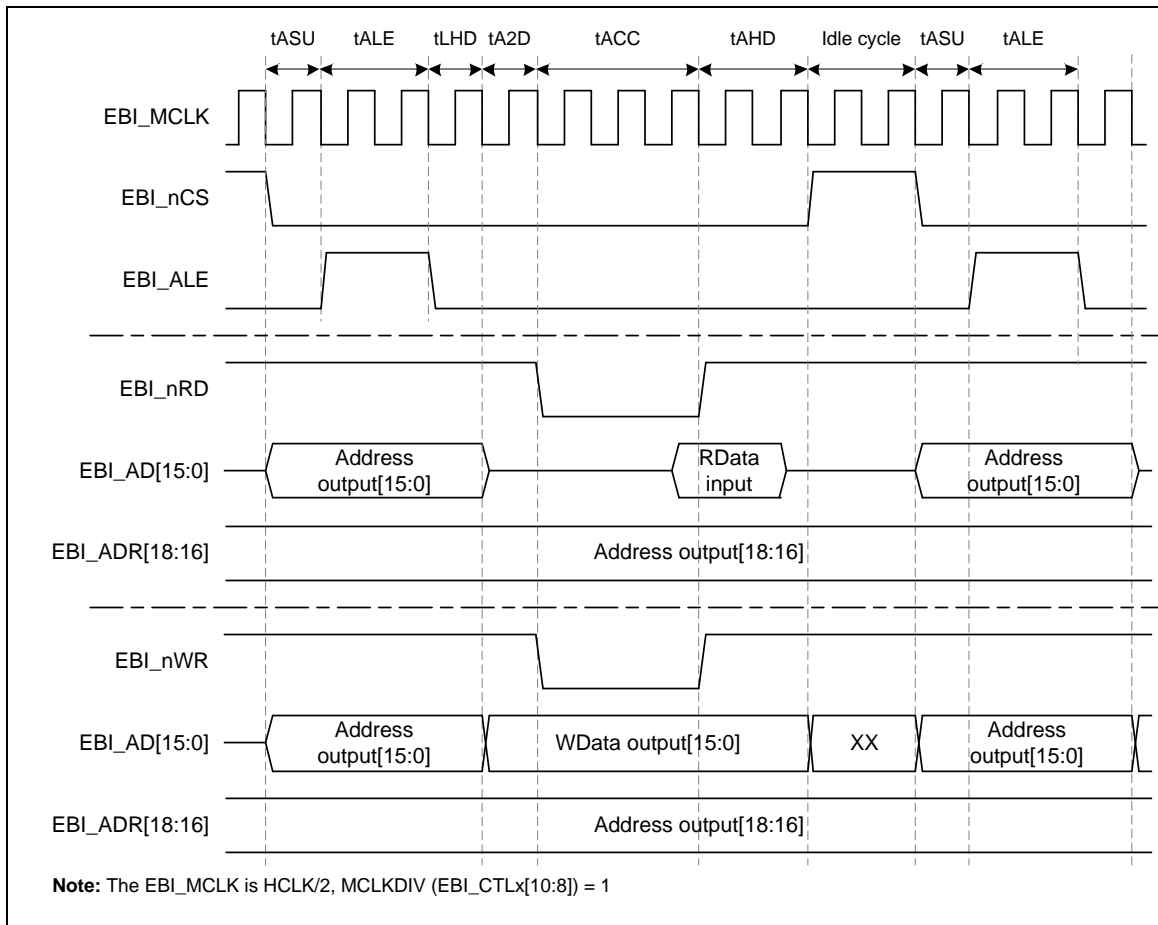 tASU tALE tLHD tA2D tACC tAHD Idle cycle tASU tALE
EBI_MCLK
EBI_nCS
EBI_ALE
EBI_nRD
EBI_AD[15:0]
Address
output[15:0]
RData
input
Address
output[15:0]
EBI_ADR[18:16]
Address output[18:16]
EBI_nWR
EBI_AD[15:0]
Address
output[15:0]
WData output[15:0]
XX
Address
output[15:0]
EBI_ADR[18:16]
Address output[18:16]
Note: The EBI_MCLK is HCLK/2, MCLKDIV (EBI_CTLx[10:8]) = 1